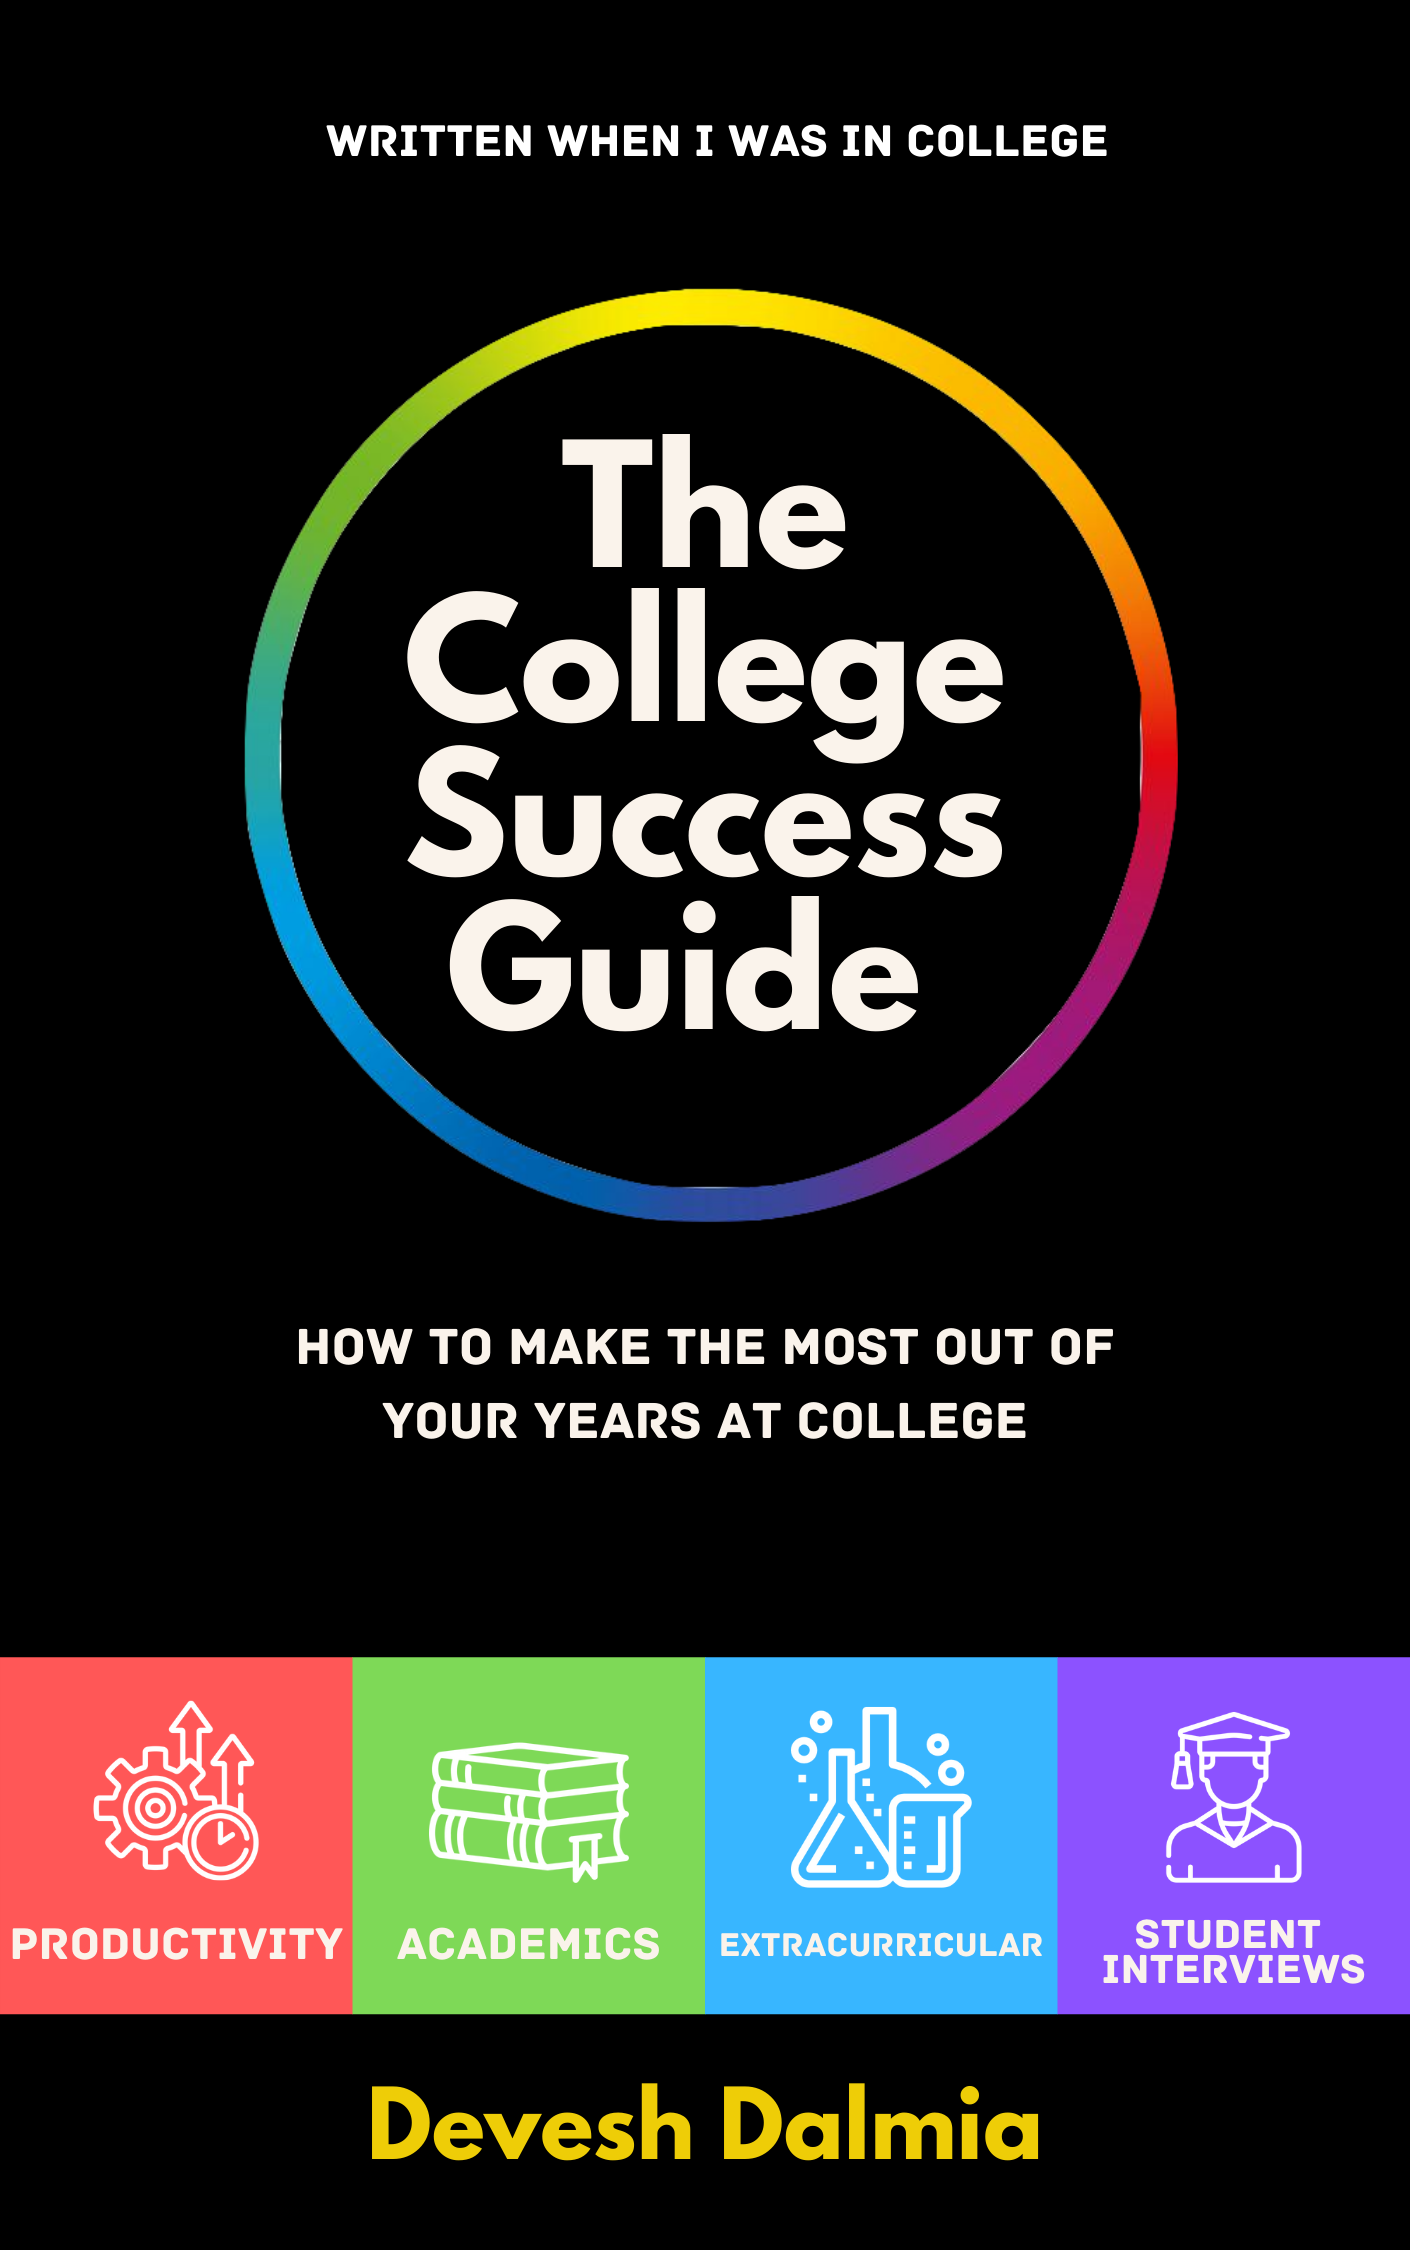 WRITTEN WHEN I WAS IN COLLEGE
The
College
Success
Guide
HOW TO MAKE THE MOST OUT OF
YOUR YEARS AT COLLEGE
PRODUCTIVITY
ACADEMICS
EXTRACURRICULAR
STUDENT
INTERVIEWS
Devesh Dalmia